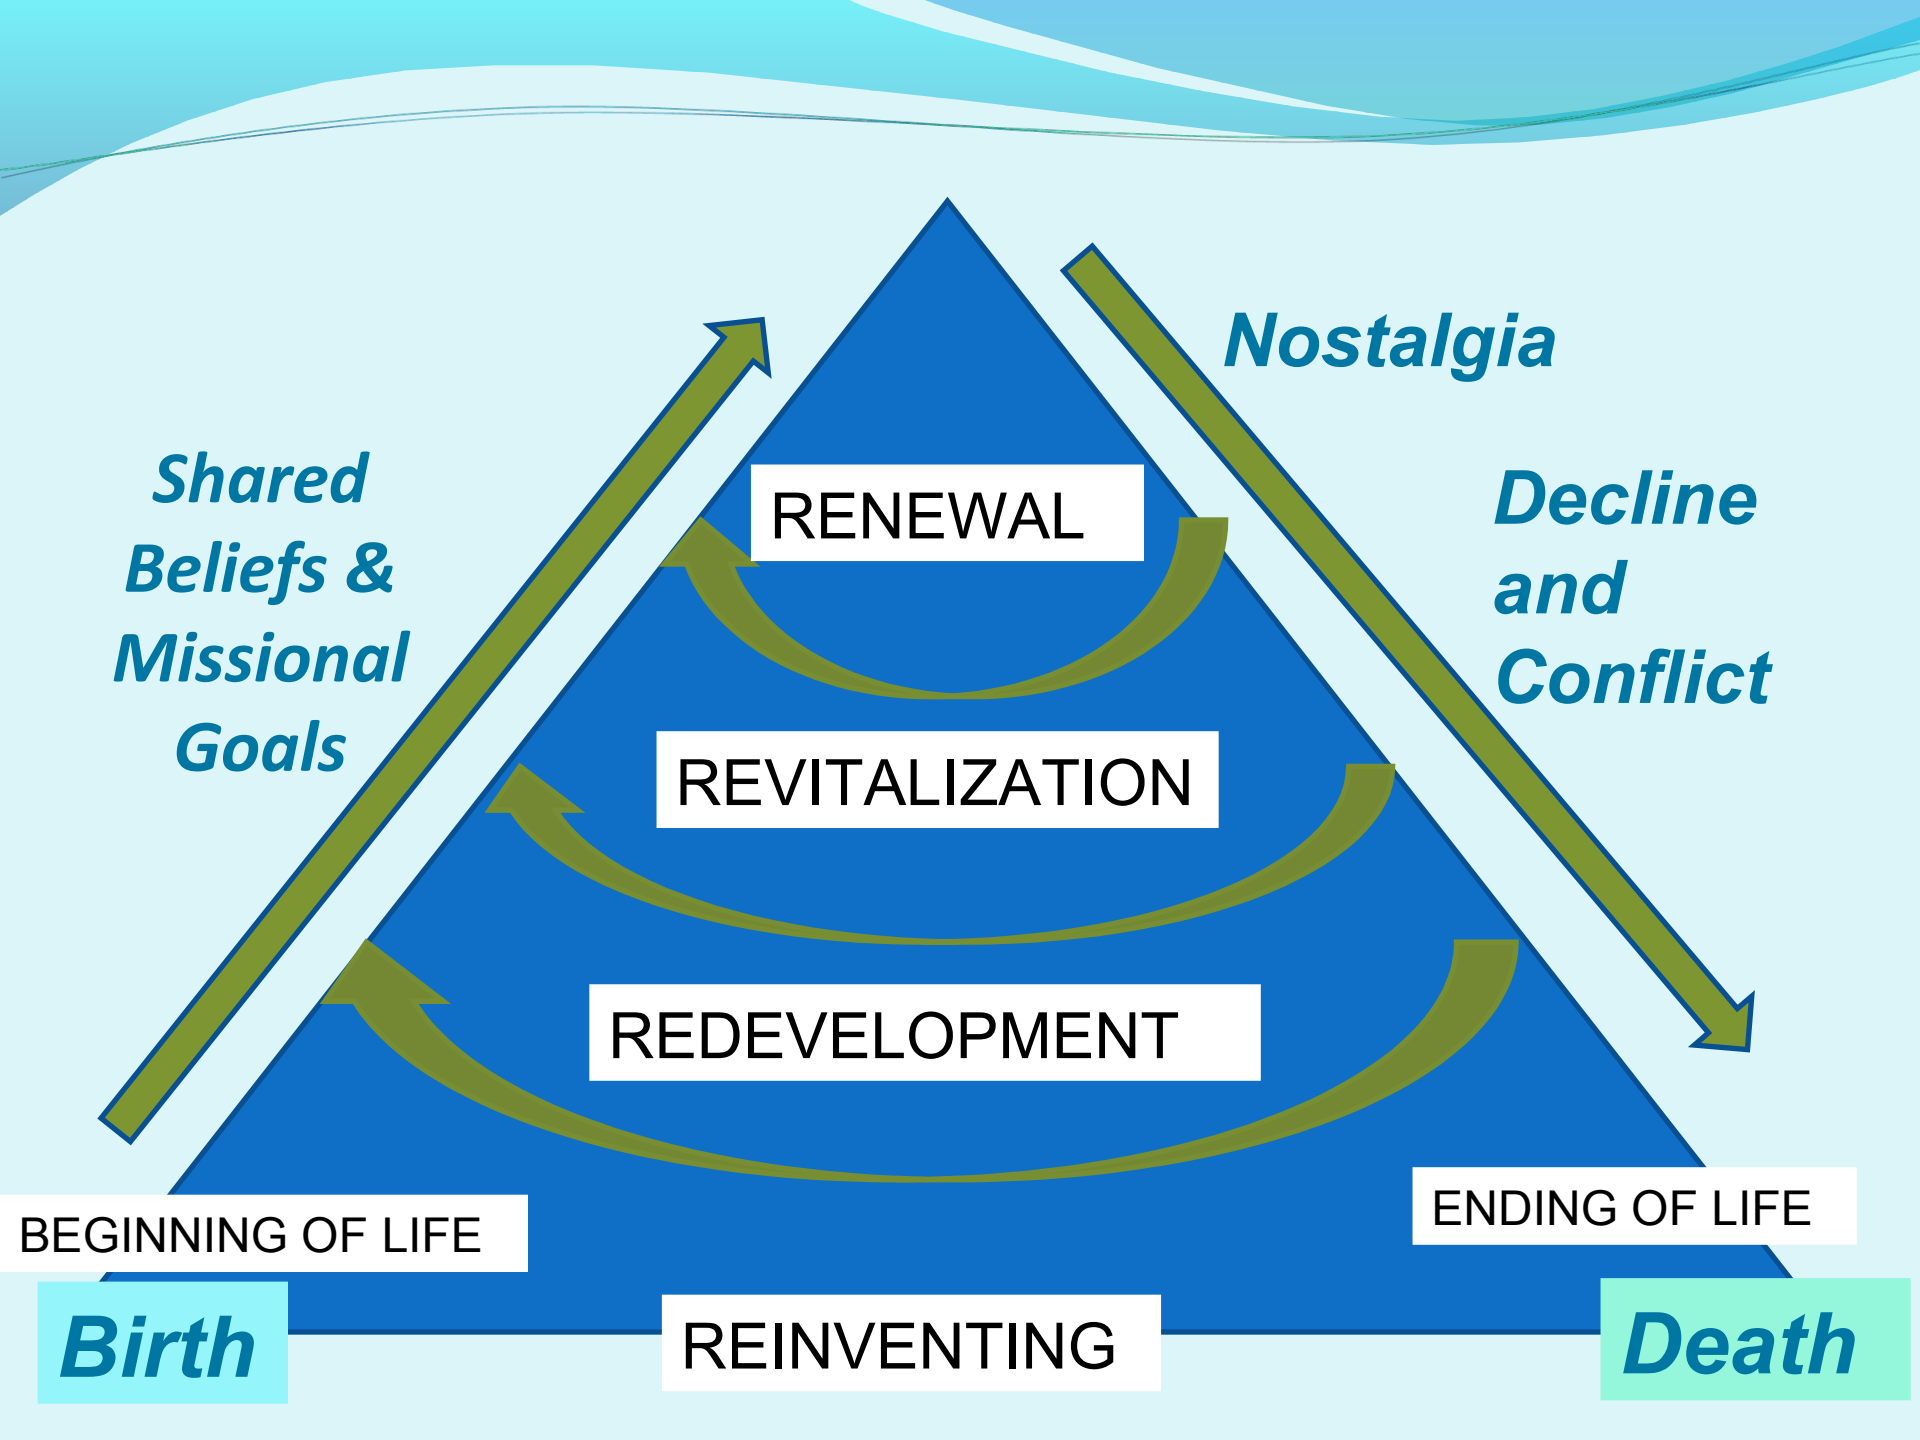 Nostalgia
Shared
Beliefs &
Missional
Goals
Decline
and
Conflict
RENEWAL
REVITALIZATION
REDEVELOPMENT
BEGINNING OF LIFE
ENDING OF LIFE
Birth
REINVENTING
Death